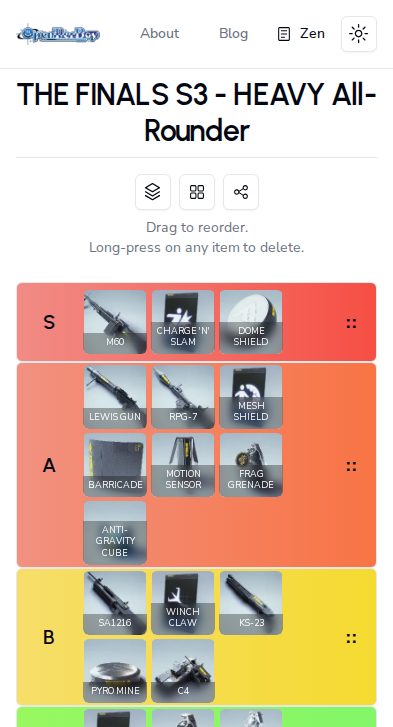 OpenTierBoy
About
Blog
Zen
THE FINALS S3 - HEAVY All-
Rounder
Drag to reorder.
Long-press on any item to delete.
S
M60
CHARGE 'N'
SLAM
DOME
SHIELD
::
A
LEWIS GUN
RPG-7
MESH
SHIELD
BARRICADE
MOTION
SENSOR
FRAG
GRENADE
::
ANTI-
GRAVITY
CUBE
B
SA1216
WINCH
CLAW
KS-23
::
PYRO MINE
C4